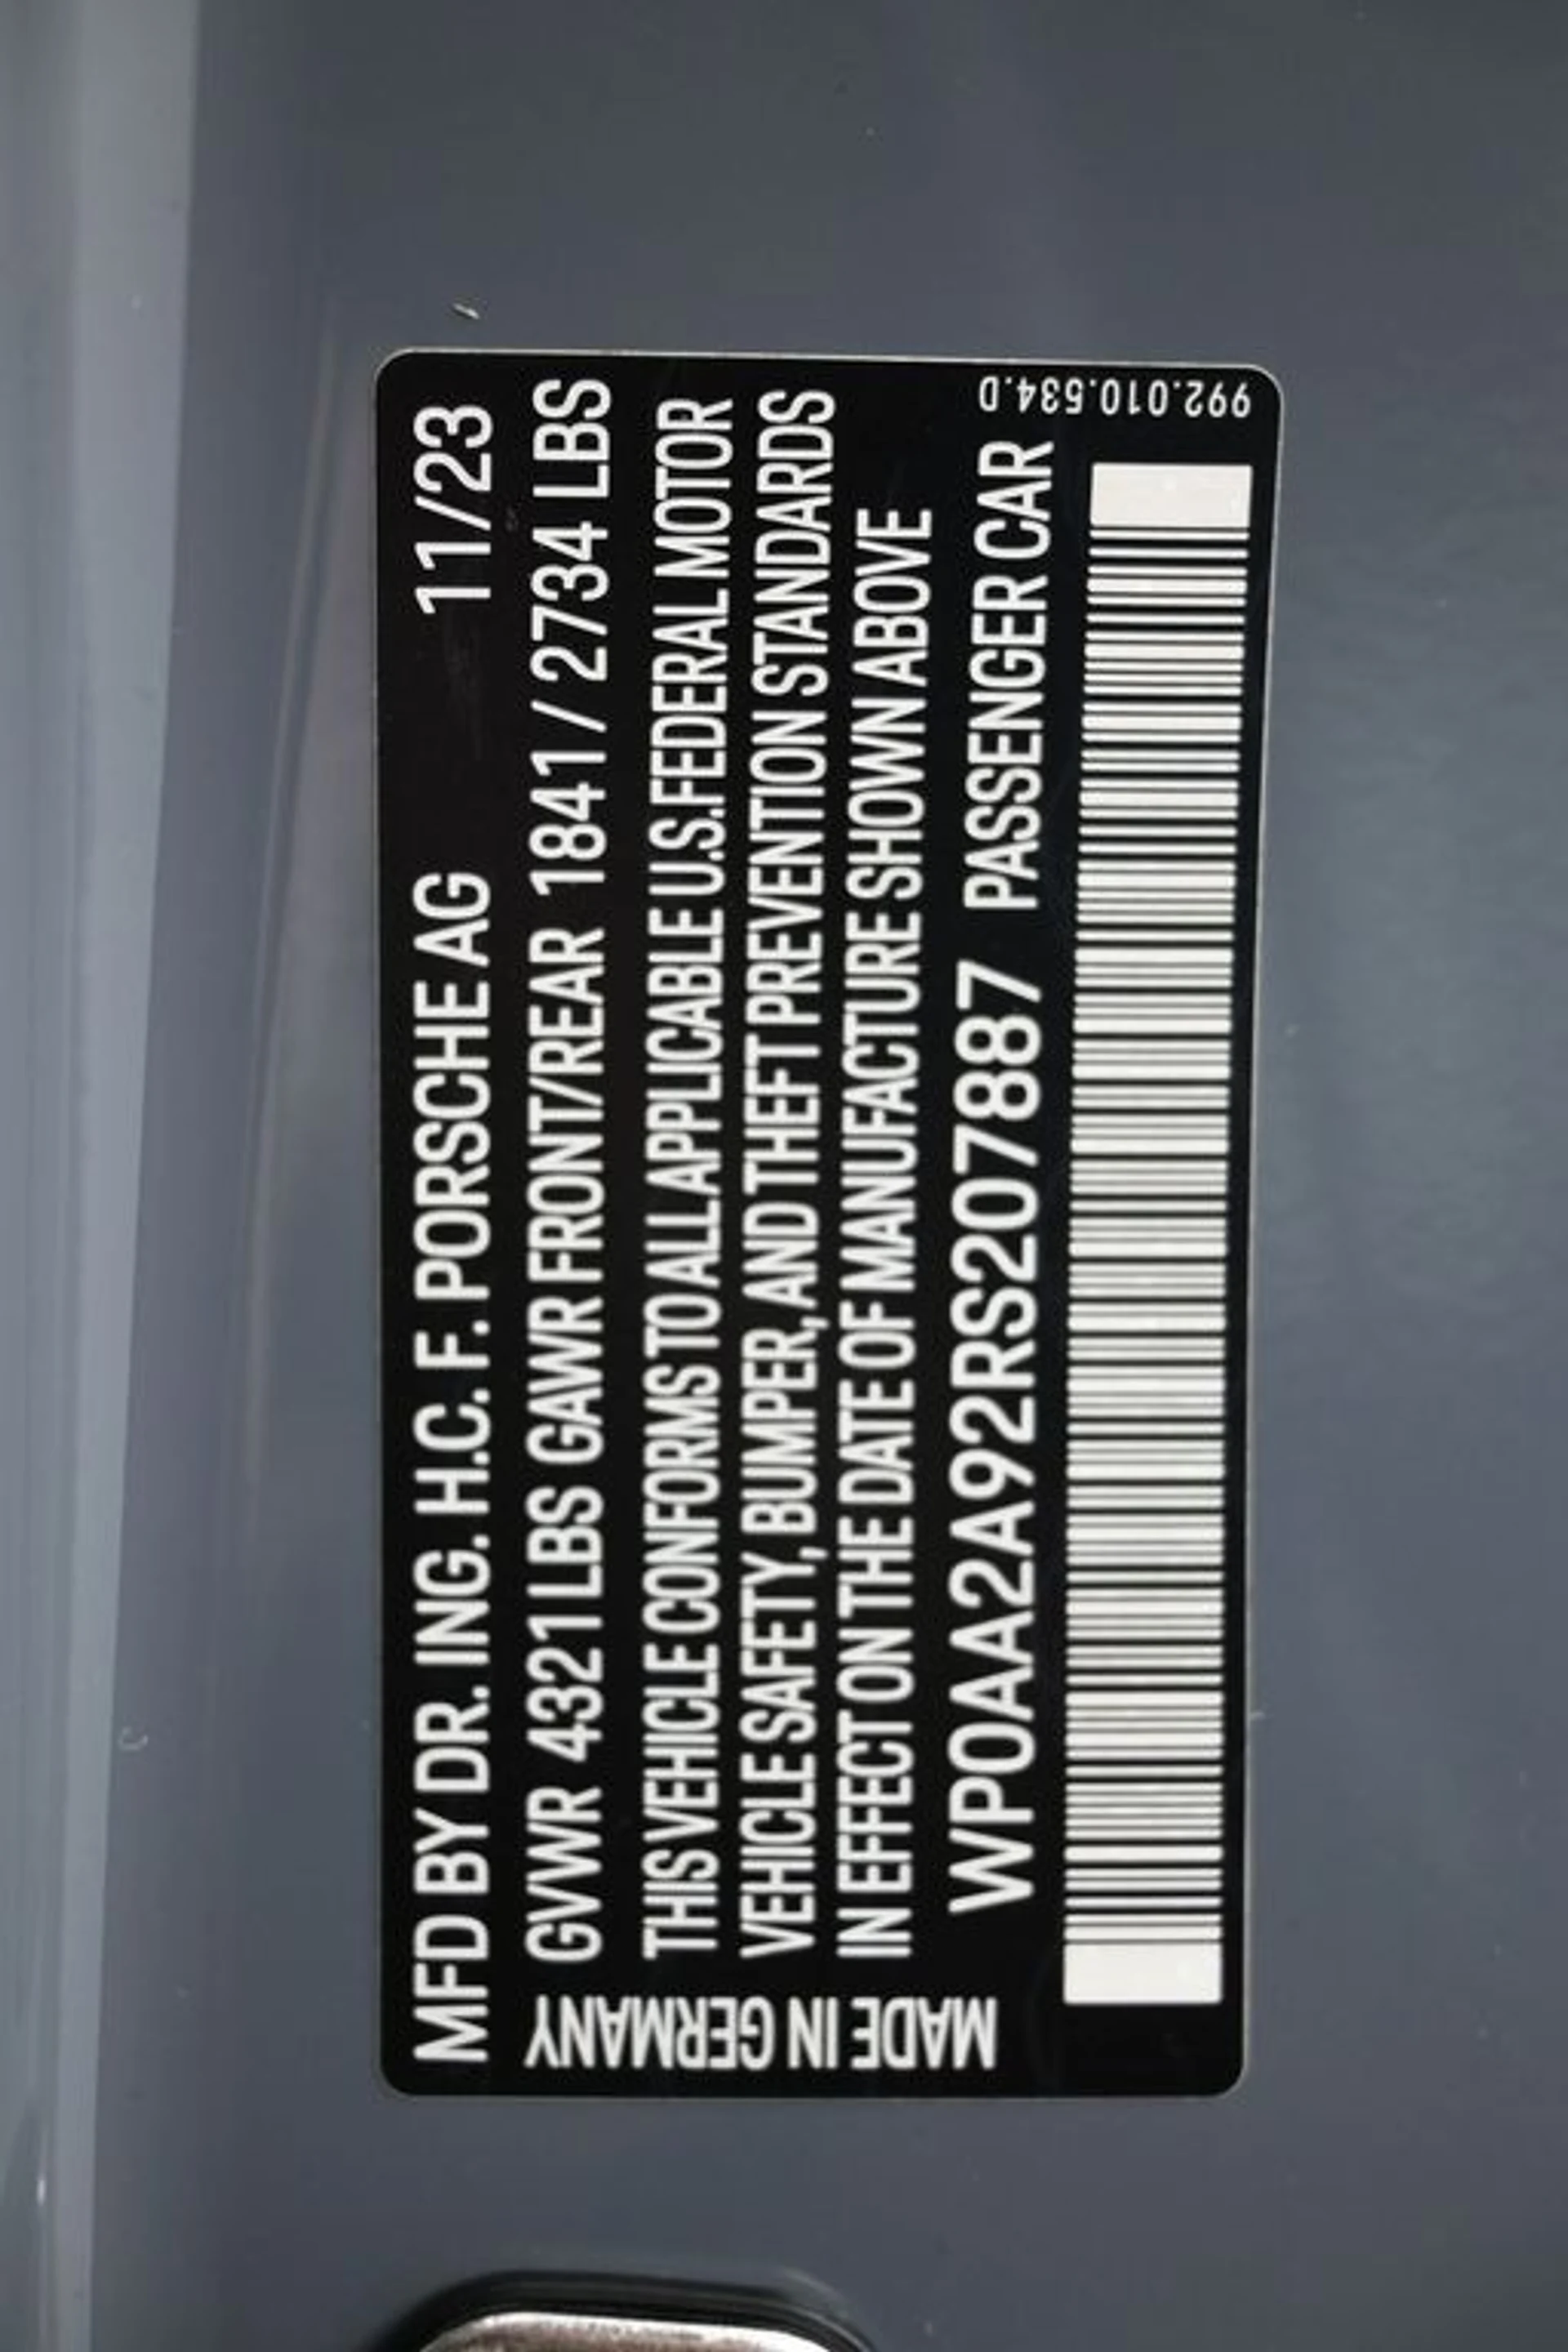 MFD BY DR. ING. H.C. F. PORSCHE AG 11/23
GVWR 4321 LBS GAWR FRONT/REAR 1841 / 2734 LBS
THIS VEHICLE CONFORMS TO ALL APPLICABLE U.S. FEDERAL MOTOR
VEHICLE SAFETY, BUMPER, AND THEFT PREVENTION STANDARDS
IN EFFECT ON THE DATE OF MANUFACTURE SHOWN ABOVE
WP0AA2A92RS207887 PASSENGER CAR
MADE IN GERMANY
992.010.534.D